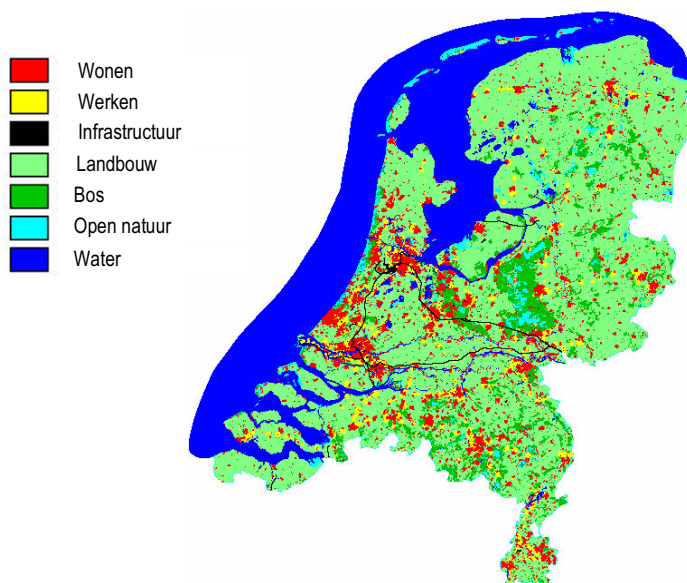 Wonen
Werken
Infrastructuur
Landbouw
Bos
Open natuur
Water